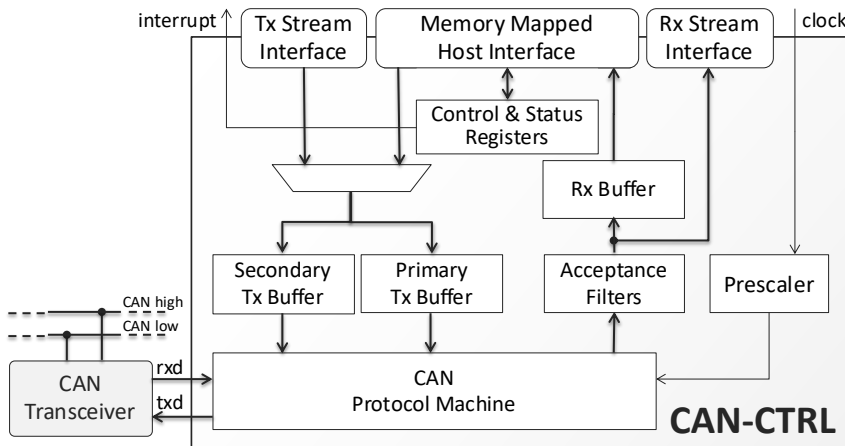 interrupt
Tx Stream
Interface
Memory Mapped
Host Interface
Rx Stream
Interface
clock
Control & Status
Registers
Rx Buffer
Secondary
Tx Buffer
Primary
Tx Buffer
Acceptance
Filters
Prescaler
CAN high
CAN low
CAN
Transceiver
rxd
txd
CAN
Protocol Machine
CAN-CTRL